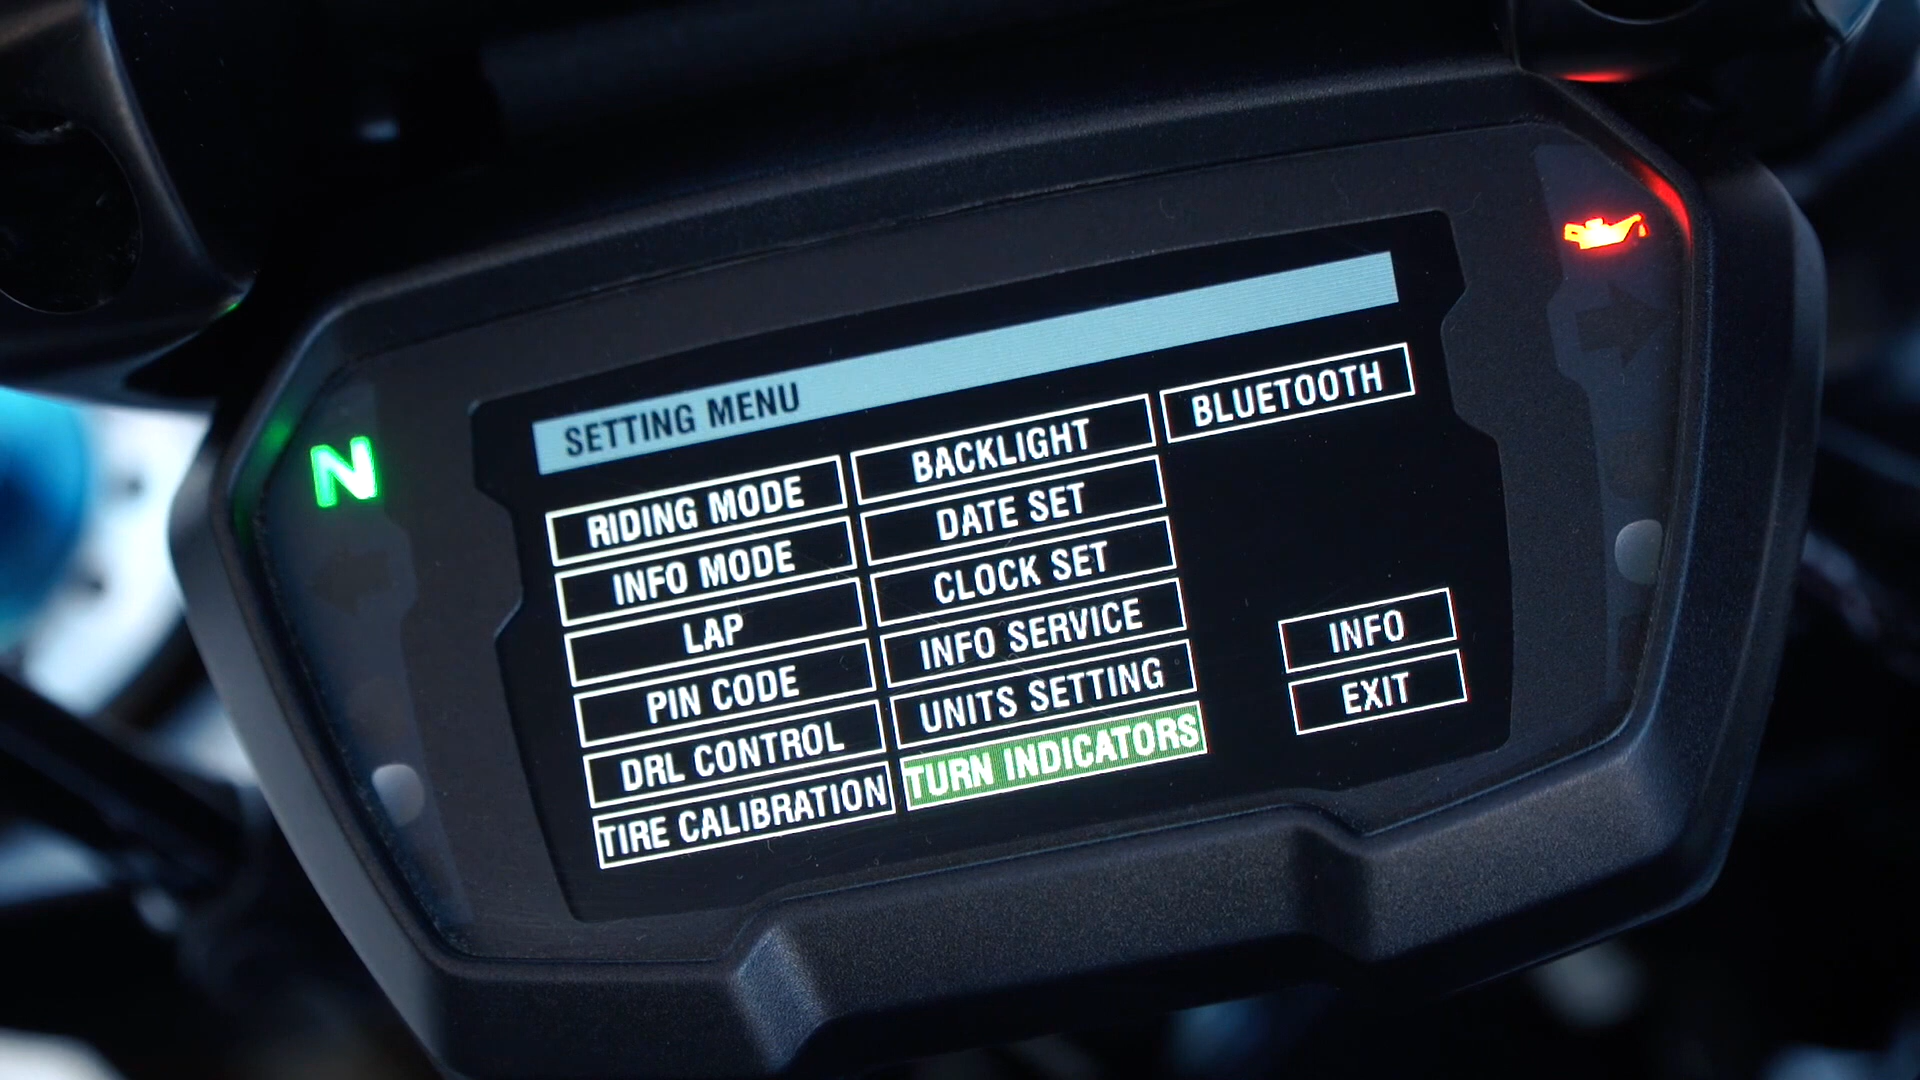 N
SETTING MENU
RIDING MODE
INFO MODE
LAP
PIN CODE
DRL CONTROL
TIRE CALIBRATION
BACKLIGHT
DATE SET
CLOCK SET
INFO SERVICE
UNITS SETTING
TURN INDICATORS
BLUETOOTH
INFO
EXIT